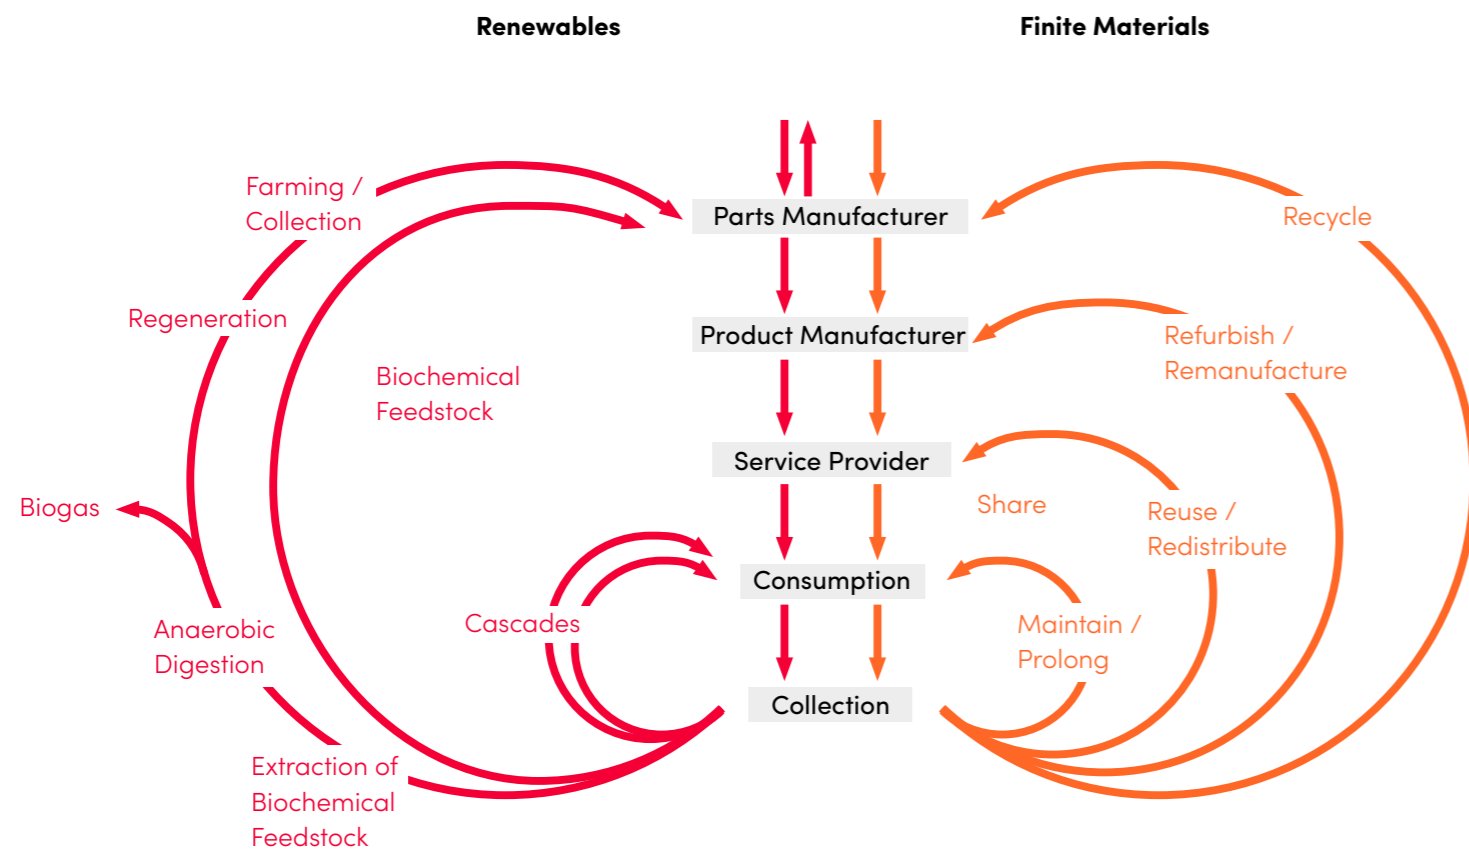 Renewables
Finite Materials
Farming /
Collection
Parts Manufacturer
Recycle
Regeneration
Product Manufacturer
Refurbish /
Remanufacture
Biochemical
Feedstock
Service Provider
Biogas
Share
Reuse /
Redistribute
Consumption
Cascades
Maintain /
Prolong
Anaerobic
Digestion
Collection
Extraction of
Biochemical
Feedstock